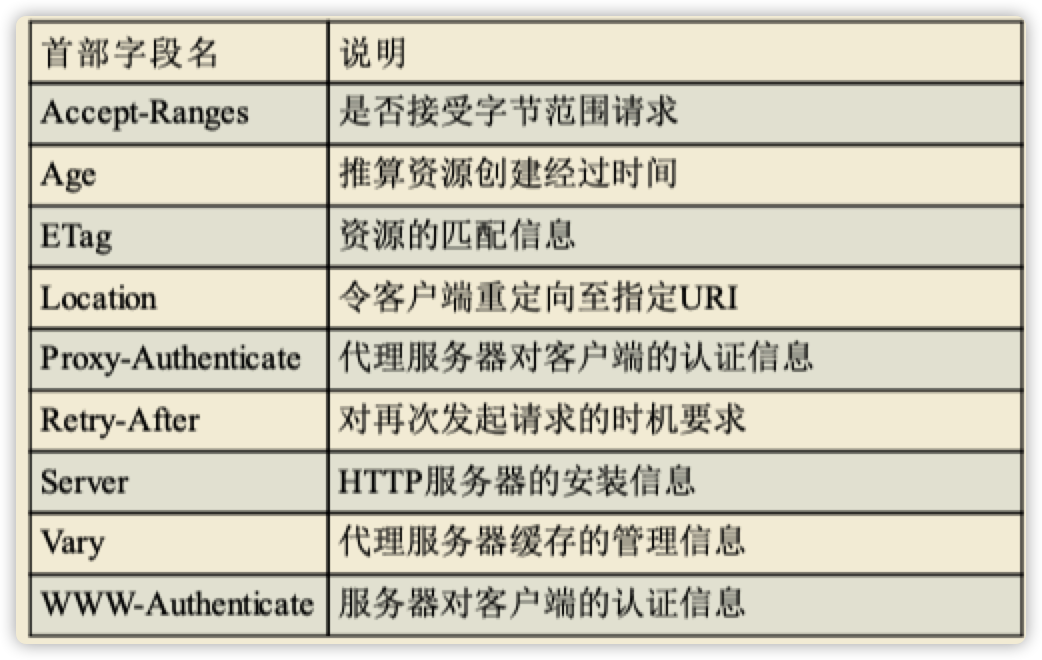 首部字段名 说明
Accept-Ranges 是否接受字节范围请求
Age 推算资源创建经过时间
ETag 资源的匹配信息
Location 令客户端重定向至指定URI
Proxy-Authenticate 代理服务器对客户端的认证信息
Retry-After 对再次发起请求的时机要求
Server HTTP服务器的安装信息
Vary 代理服务器缓存的管理信息
WWW-Authenticate 服务器对客户端的认证信息